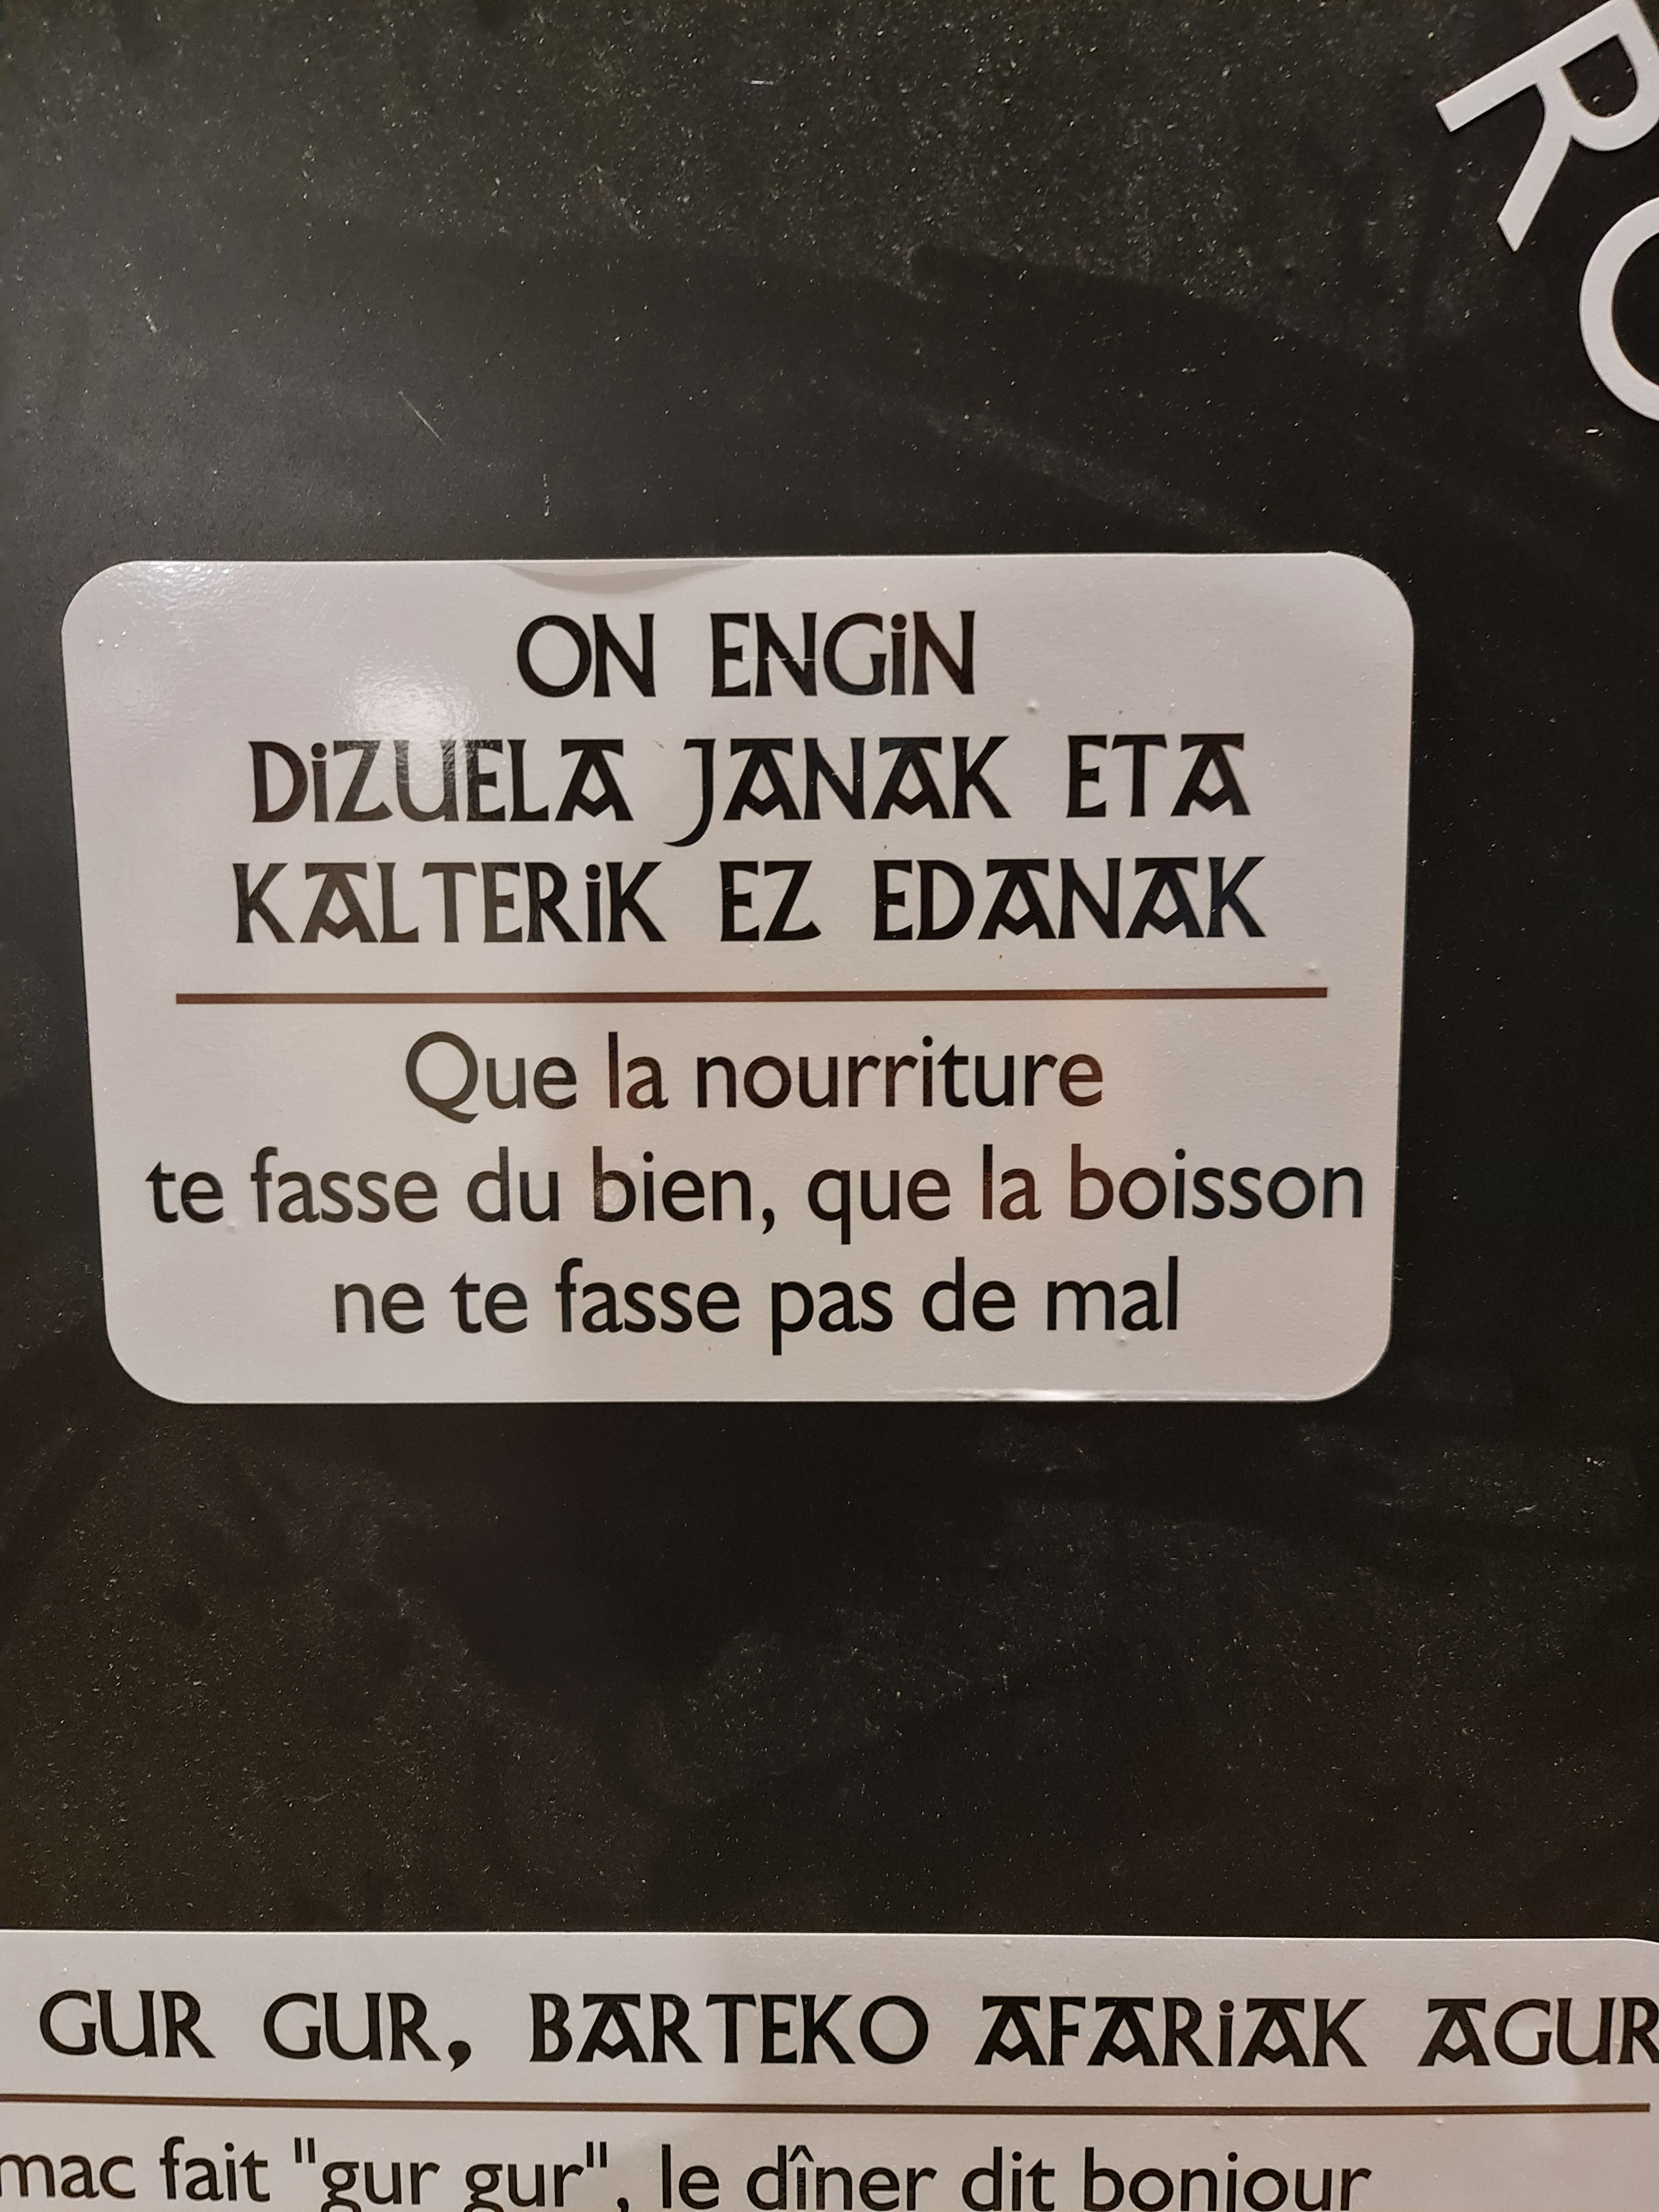 RO
ON ENGiN
DiZUELA JANAK ETA
KALTERiK EZ EDANAK
Que la nourriture
te fasse du bien, que la boisson
ne te fasse pas de mal
GUR GUR, BARTEKO AFARiAK AGUR
mac fait "gur gur", le dîner dit bonjour